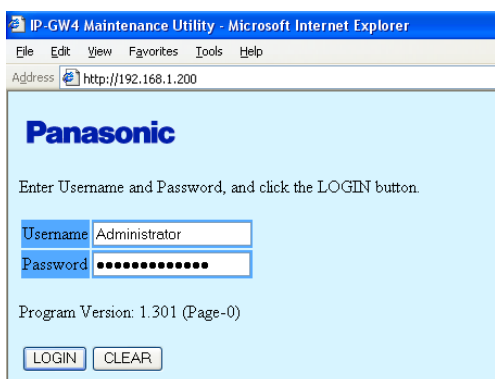 IP-GW4 Maintenance Utility - Microsoft Internet Explorer
File Edit View Favorites Tools Help
Address http://192.168.1.200
Panasonic
Enter Username and Password, and click the LOGIN button.
Username Administrator
Password •••••••••••••
Program Version: 1.301 (Page-0)
LOGIN CLEAR